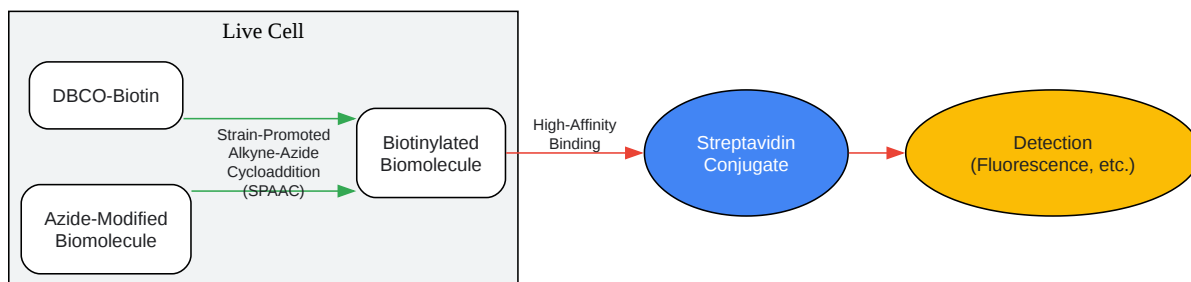 Live Cell
DBCO-Biotin
Strain-Promoted
Alkyne-Azide
Cycloaddition
(SPAAC)
Azide-Modified
Biomolecule
Biotinylated
Biomolecule
High-Affinity
Binding
Streptavidin
Conjugate
Detection
(Fluorescence, etc.)